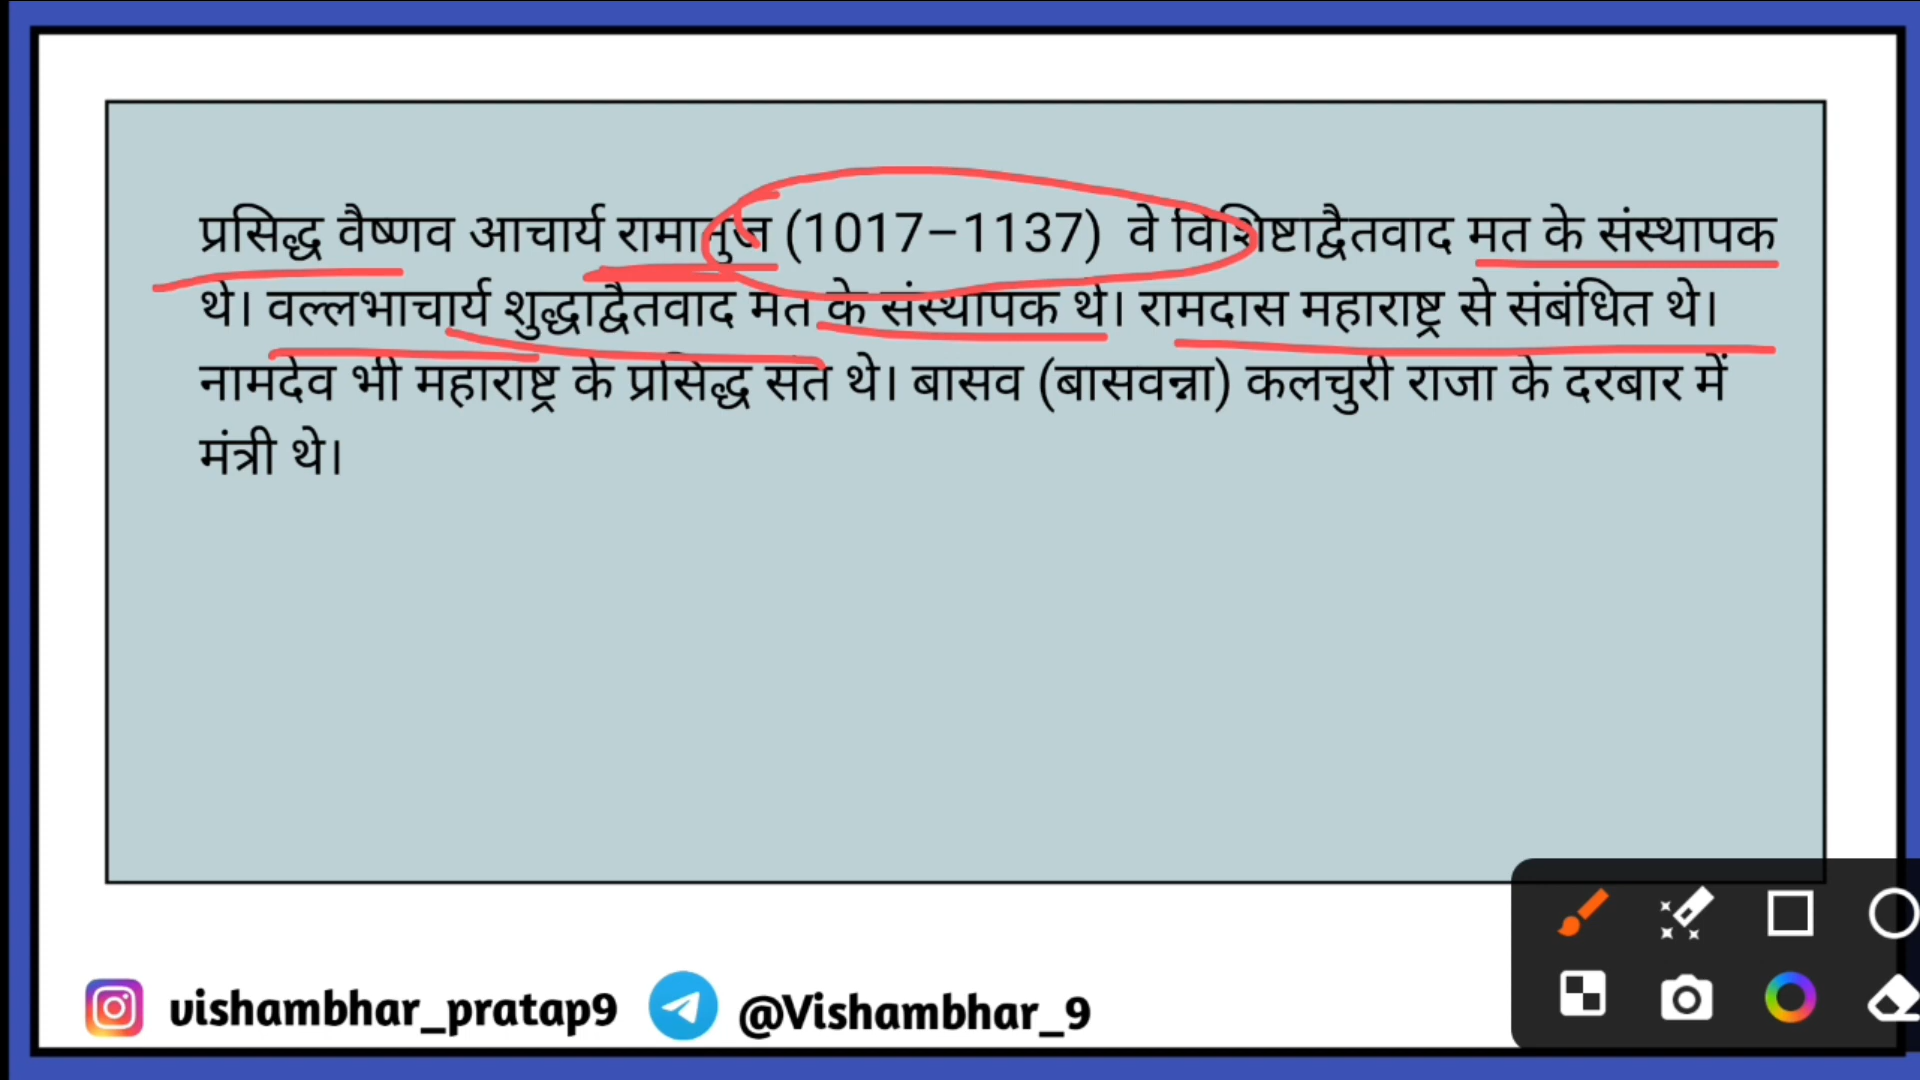 प्रसिद्ध वैष्णव आचार्य रामानुज (1017–1137) वे विशिष्टाद्वैतवाद मत के संस्थापक
थे। वल्लभाचार्य शुद्धाद्वैतवाद मत के संस्थापक थे। रामदास महाराष्ट्र से संबंधित थे।
नामदेव भी महाराष्ट्र के प्रसिद्ध संत थे। बासव (बासवन्ना) कलचुरी राजा के दरबार में
मंत्री थे।
vishambhar_pratap9 @Vishambhar_9